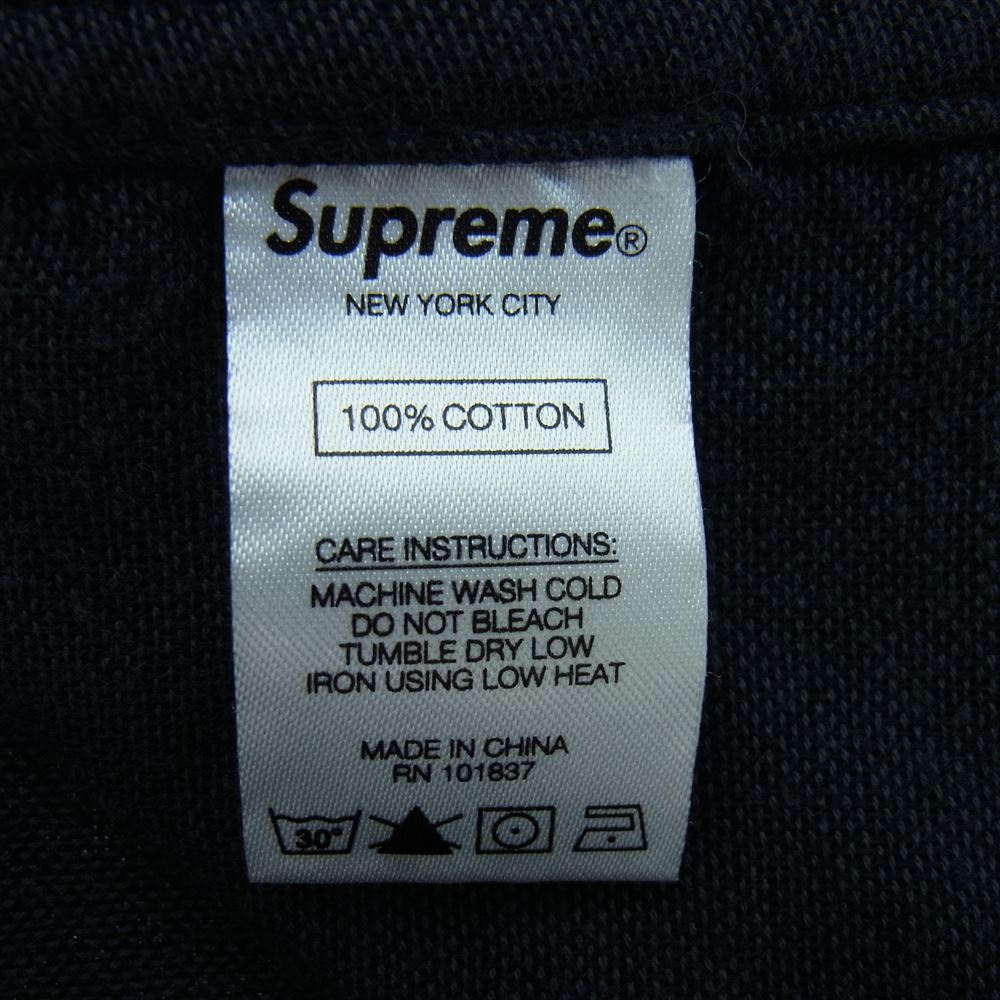 Supreme®
NEW YORK CITY
100% COTTON
CARE INSTRUCTIONS:
MACHINE WASH COLD
DO NOT BLEACH
TUMBLE DRY LOW
IRON USING LOW HEAT
MADE IN CHINA
RN 101837
30°